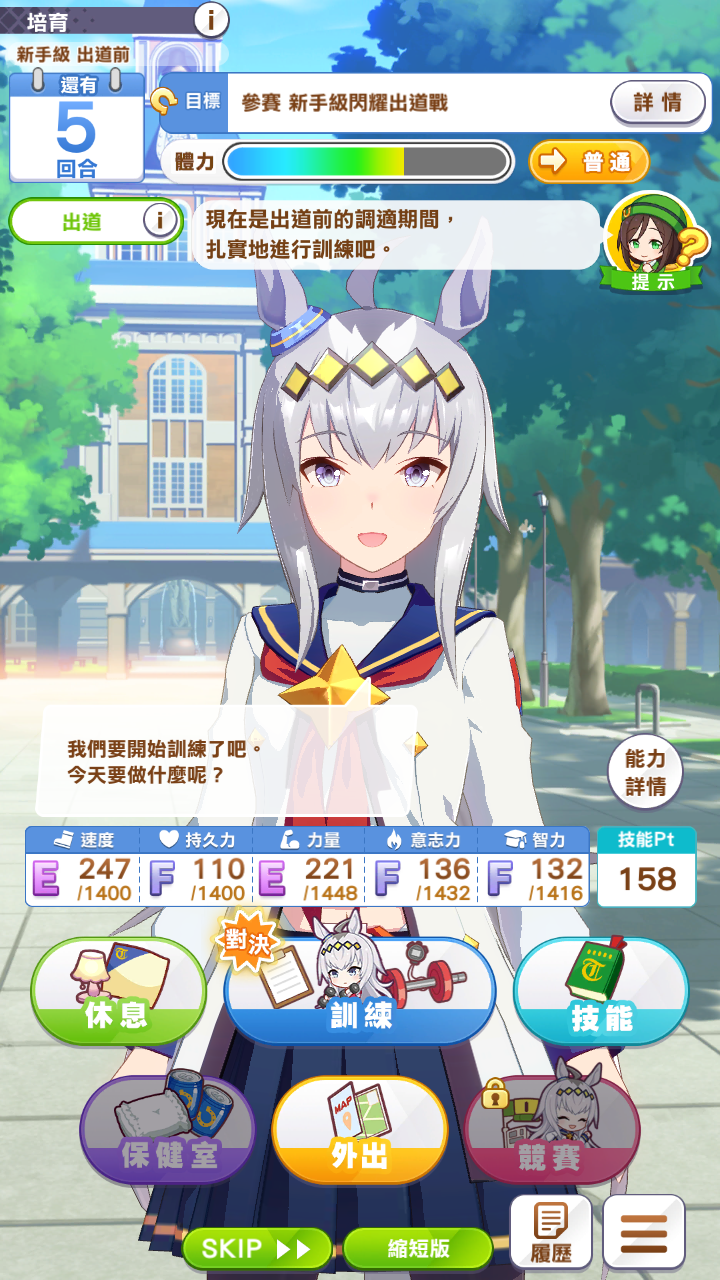 培育
i
新手級 出道前
還有
5
回合
目標
參賽 新手級閃耀出道戰
詳情
體力
普通
出道
i
現在是出道前的調適期間，
扎實地進行訓練吧。
提示
我們要開始訓練了吧。
今天要做什麼呢？
能力
詳情
速度 持久力 力量 意志力 智力 技能Pt
E 247 /1400 F 110 /1400 E 221 /1448 F 136 /1432 F 132 /1416
158
對決
休息
訓練
技能
保健室
MAP
外出
競賽
SKIP
縮短版
履歷